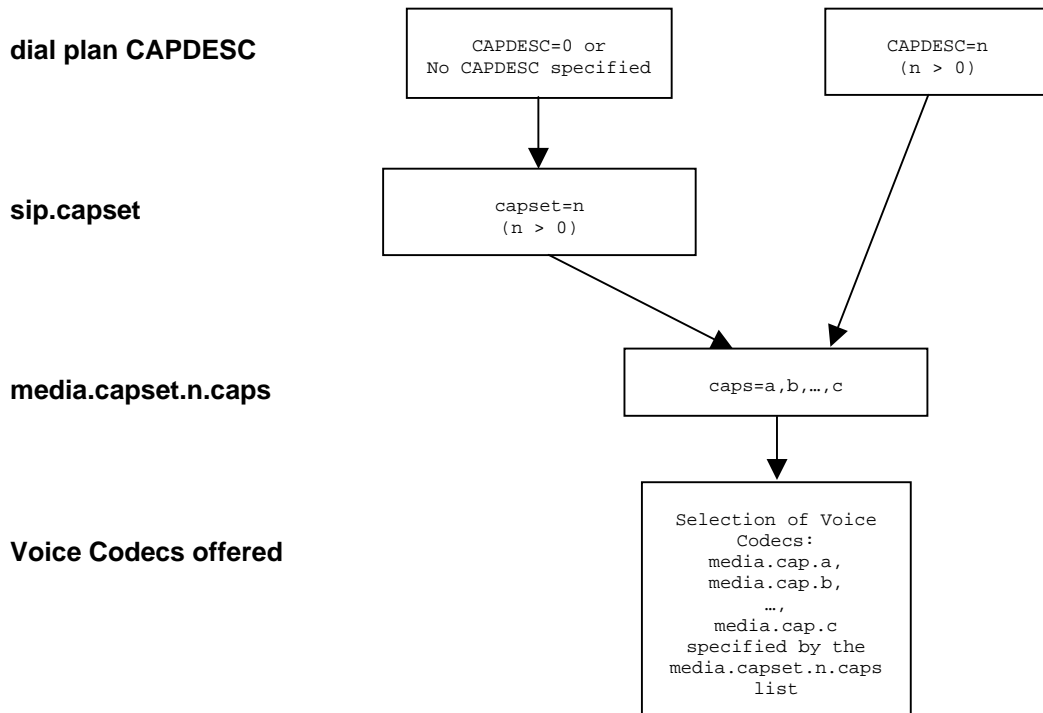 dial plan CAPDESC
CAPDESC=0 or
No CAPDESC specified
CAPDESC=n
(n > 0)
sip.capset
capset=n
(n > 0)
media.capset.n.caps
caps=a,b,…,c
Voice Codecs offered
Selection of Voice
Codecs:
media.cap.a,
media.cap.b,
…,
media.cap.c
specified by the
media.capset.n.caps
list